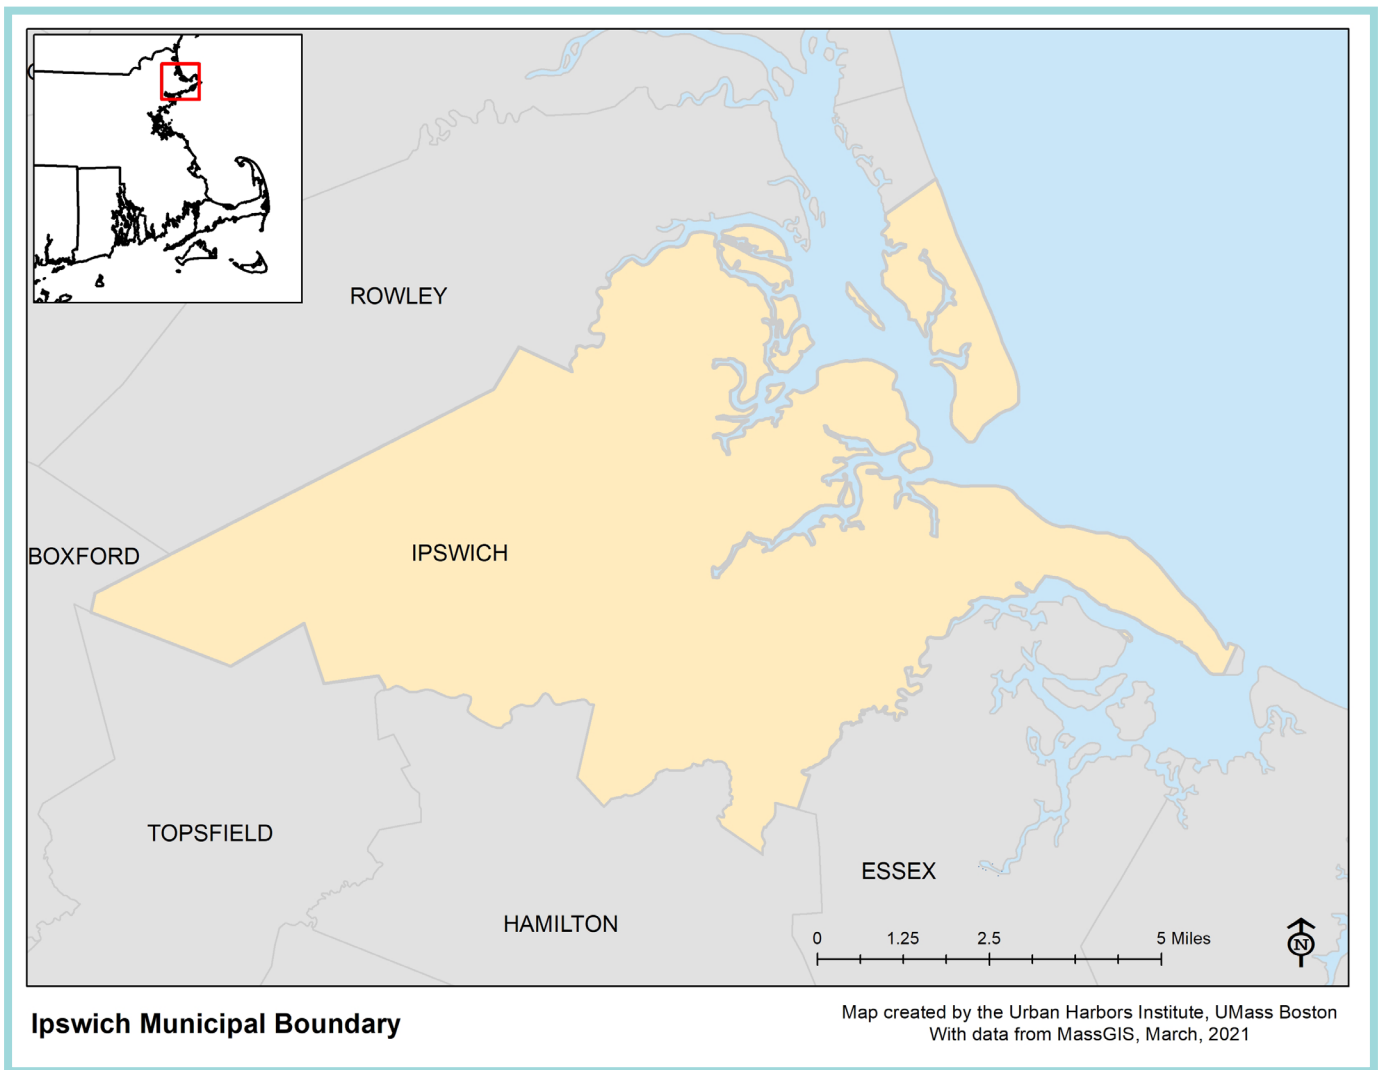 ROWLEY
BOXFORD
IPSWICH
TOPSFIELD
ESSEX
HAMILTON
0 1.25 2.5 5 Miles
N
Ipswich Municipal Boundary
Map created by the Urban Harbors Institute, UMass Boston
With data from MassGIS, March, 2021